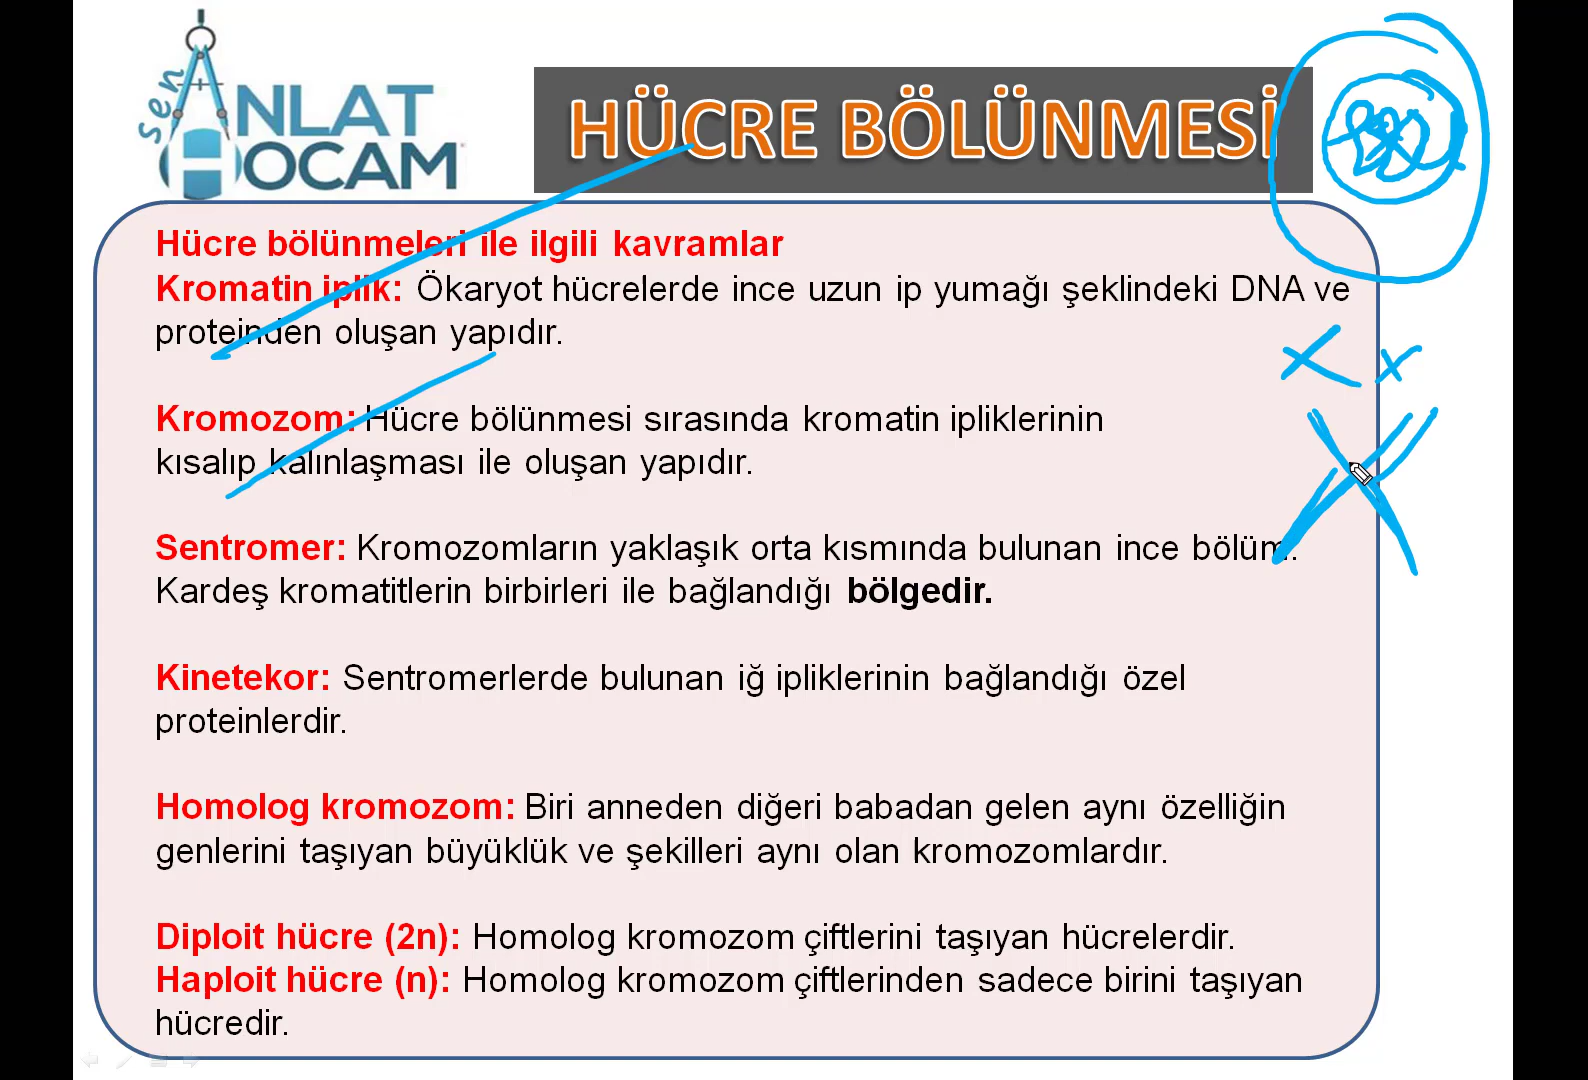 sen
ANLAT
HOCAM
HÜCRE BÖLÜNMESİ
Hücre bölünmeleri ile ilgili kavramlar
Kromatin iplik: Ökaryot hücrelerde ince uzun ip yumağı şeklindeki DNA ve
proteinden oluşan yapıdır.
Kromozom: Hücre bölünmesi sırasında kromatin ipliklerinin
kısalıp kalınlaşması ile oluşan yapıdır.
Sentromer: Kromozomların yaklaşık orta kısmında bulunan ince bölüm.
Kardeş kromatitlerin birbirleri ile bağlandığı bölgedir.
Kinetekor: Sentromerlerde bulunan iğ ipliklerinin bağlandığı özel
proteinlerdir.
Homolog kromozom: Biri anneden diğeri babadan gelen aynı özelliğin
genlerini taşıyan büyüklük ve şekilleri aynı olan kromozomlardır.
Diploit hücre (2n): Homolog kromozom çiftlerini taşıyan hücrelerdir.
Haploit hücre (n): Homolog kromozom çiftlerinden sadece birini taşıyan
hücredir.